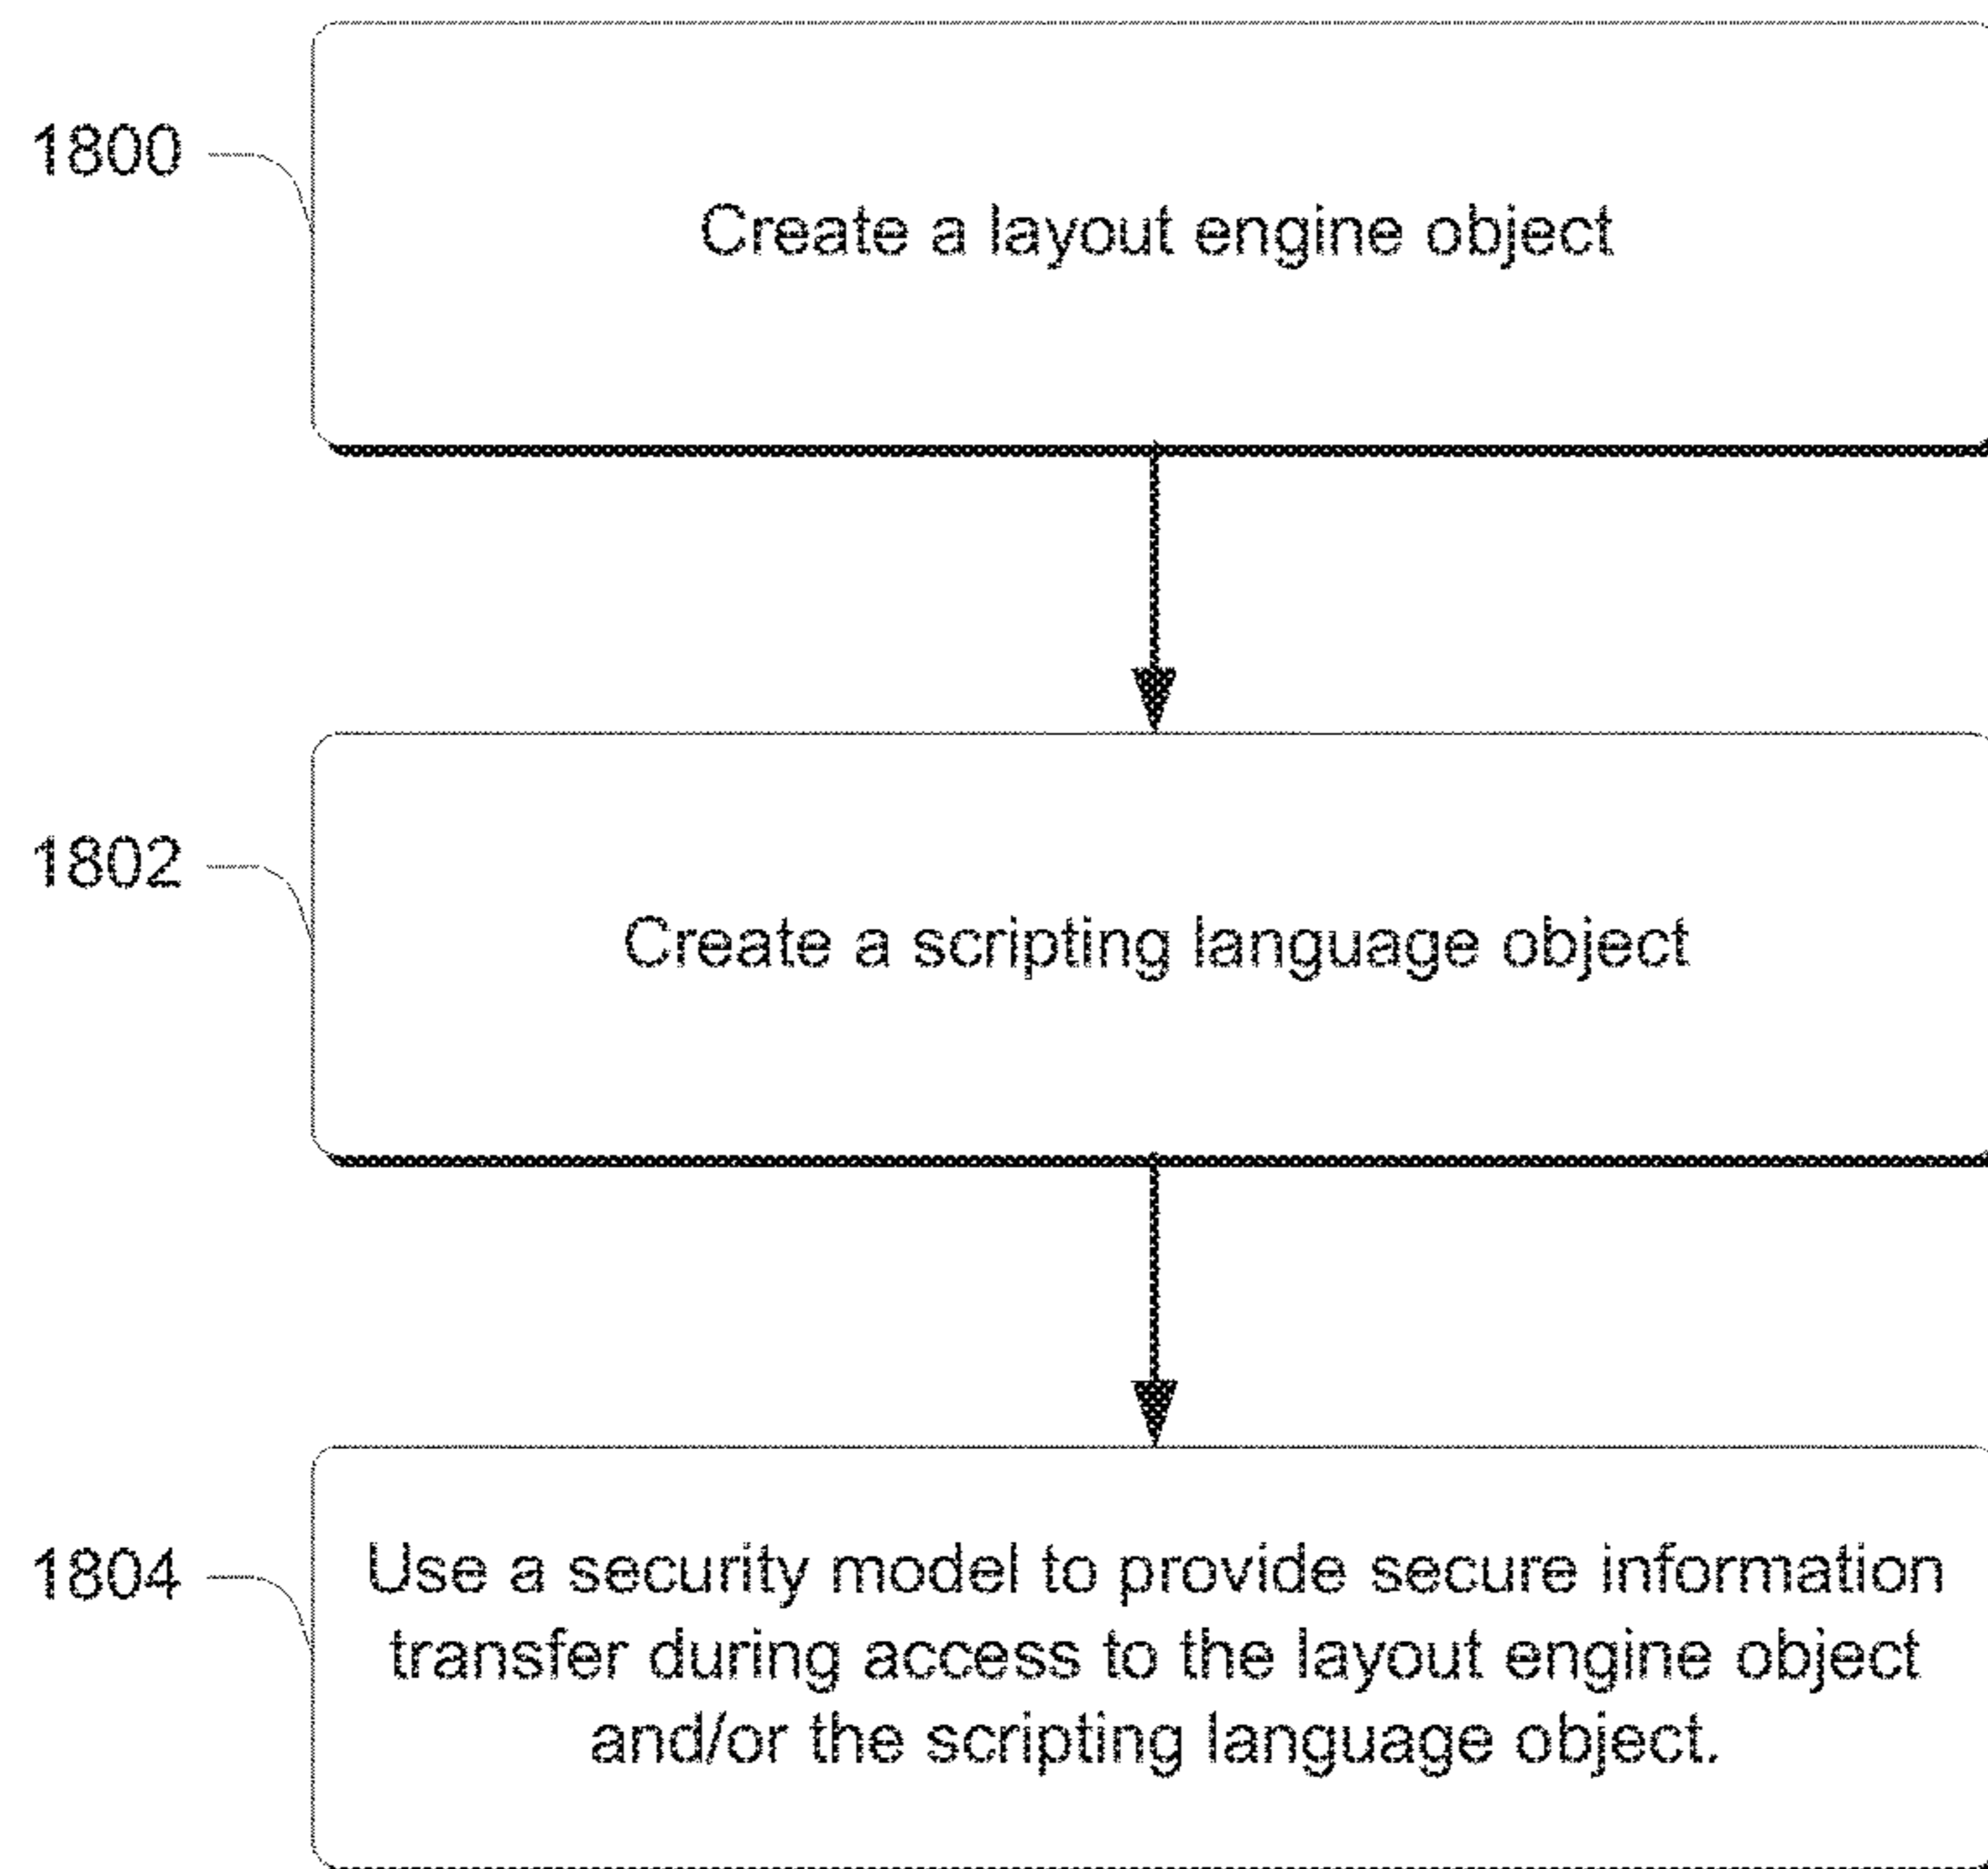 1800
Create a layout engine object
1802
Create a scripting language object
1804
Use a security model to provide secure information
transfer during access to the layout engine object
and/or the scripting language object.